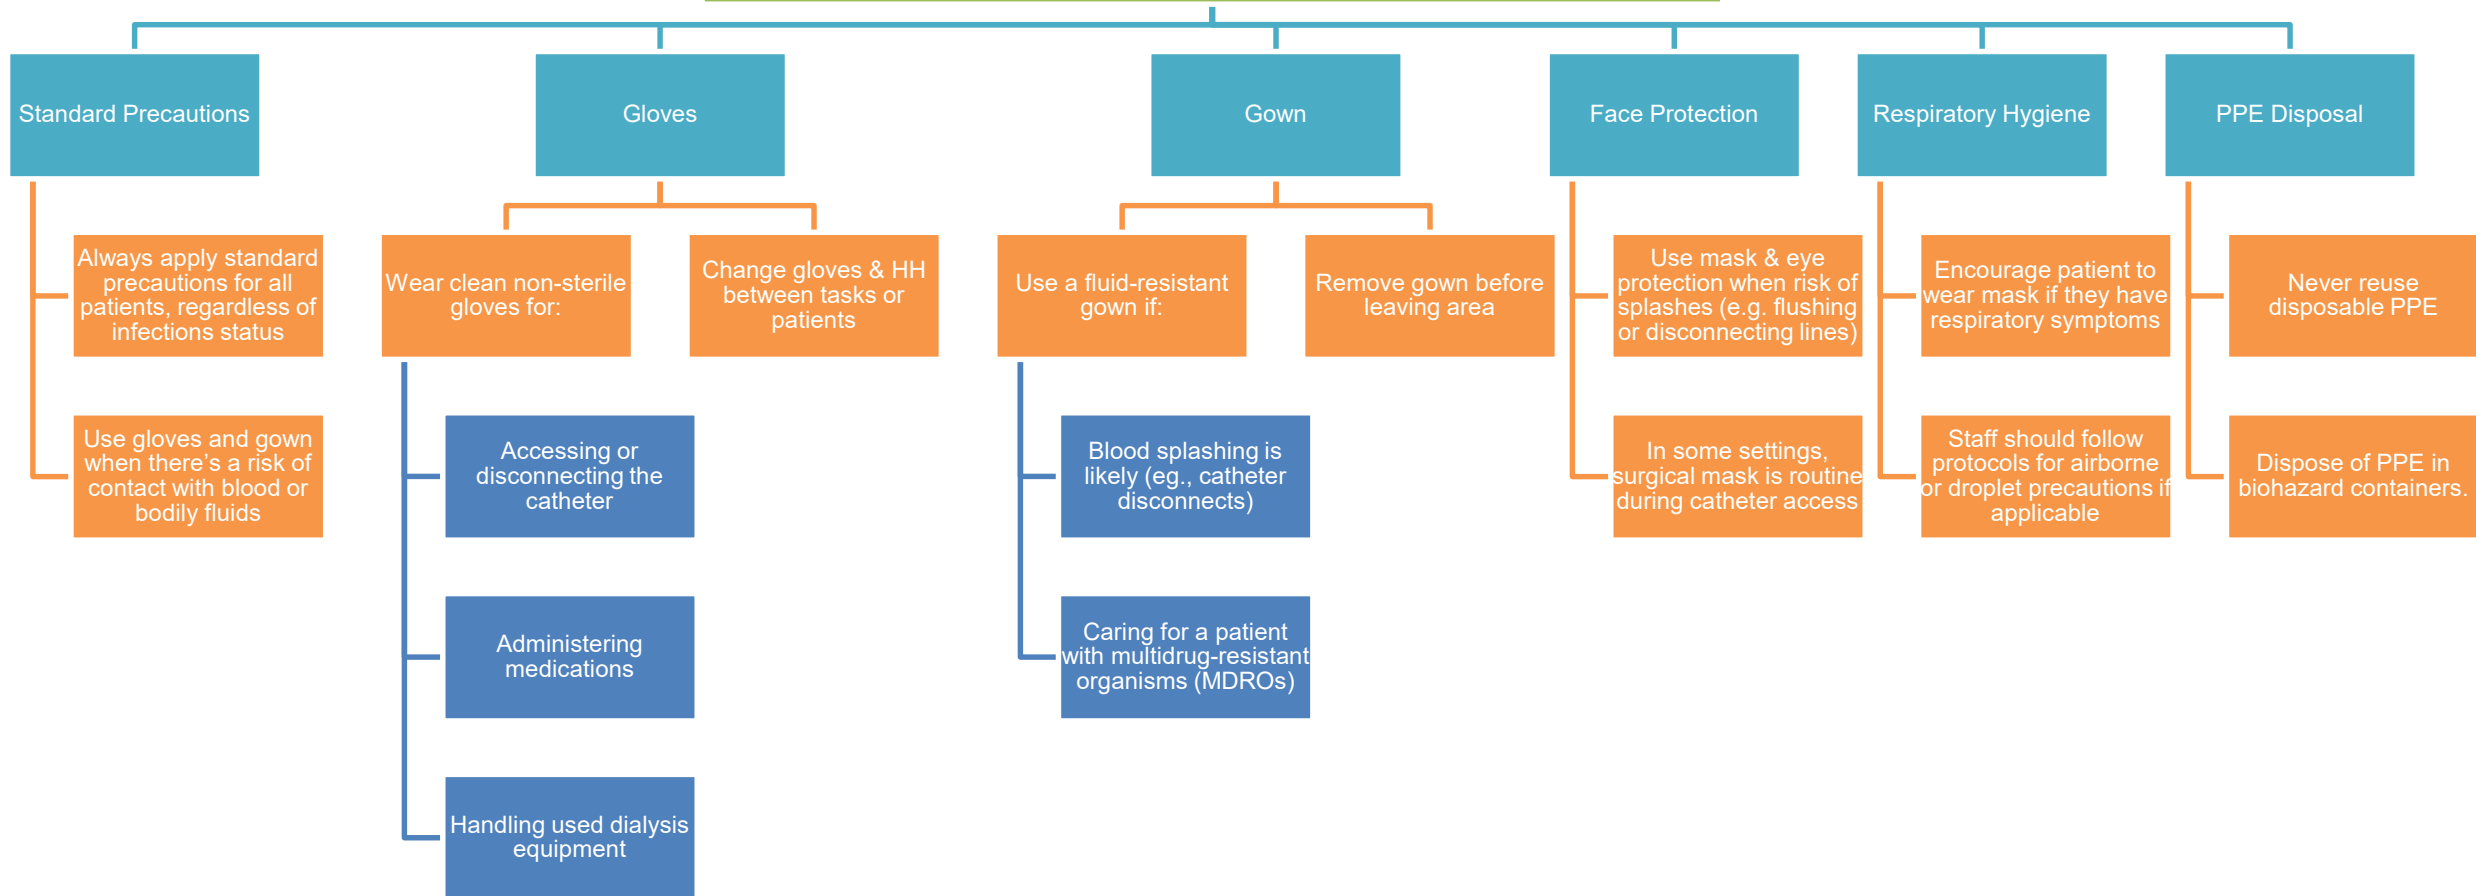 Standard Precautions
Gloves
Gown
Face Protection
Respiratory Hygiene
PPE Disposal
Always apply standard
precautions for all
patients, regardless of
infections status
Use gloves and gown
when there’s a risk of
contact with blood or
bodily fluids
Wear clean non-sterile
gloves for:
Accessing or
disconnecting the
catheter
Administering
medications
Handling used dialysis
equipment
Change gloves & HH
between tasks or
patients
Use a fluid-resistant
gown if:
Blood splashing is
likely (eg., catheter
disconnects)
Caring for a patient
with multidrug-resistant
organisms (MDROs)
Remove gown before
leaving area
Use mask & eye
protection when risk of
splashes (e.g. flushing
or disconnecting lines)
In some settings,
surgical mask is routine
during catheter access
Encourage patient to
wear mask if they have
respiratory symptoms
Staff should follow
protocols for airborne
or droplet precautions if
applicable
Never reuse
disposable PPE
Dispose of PPE in
biohazard containers.